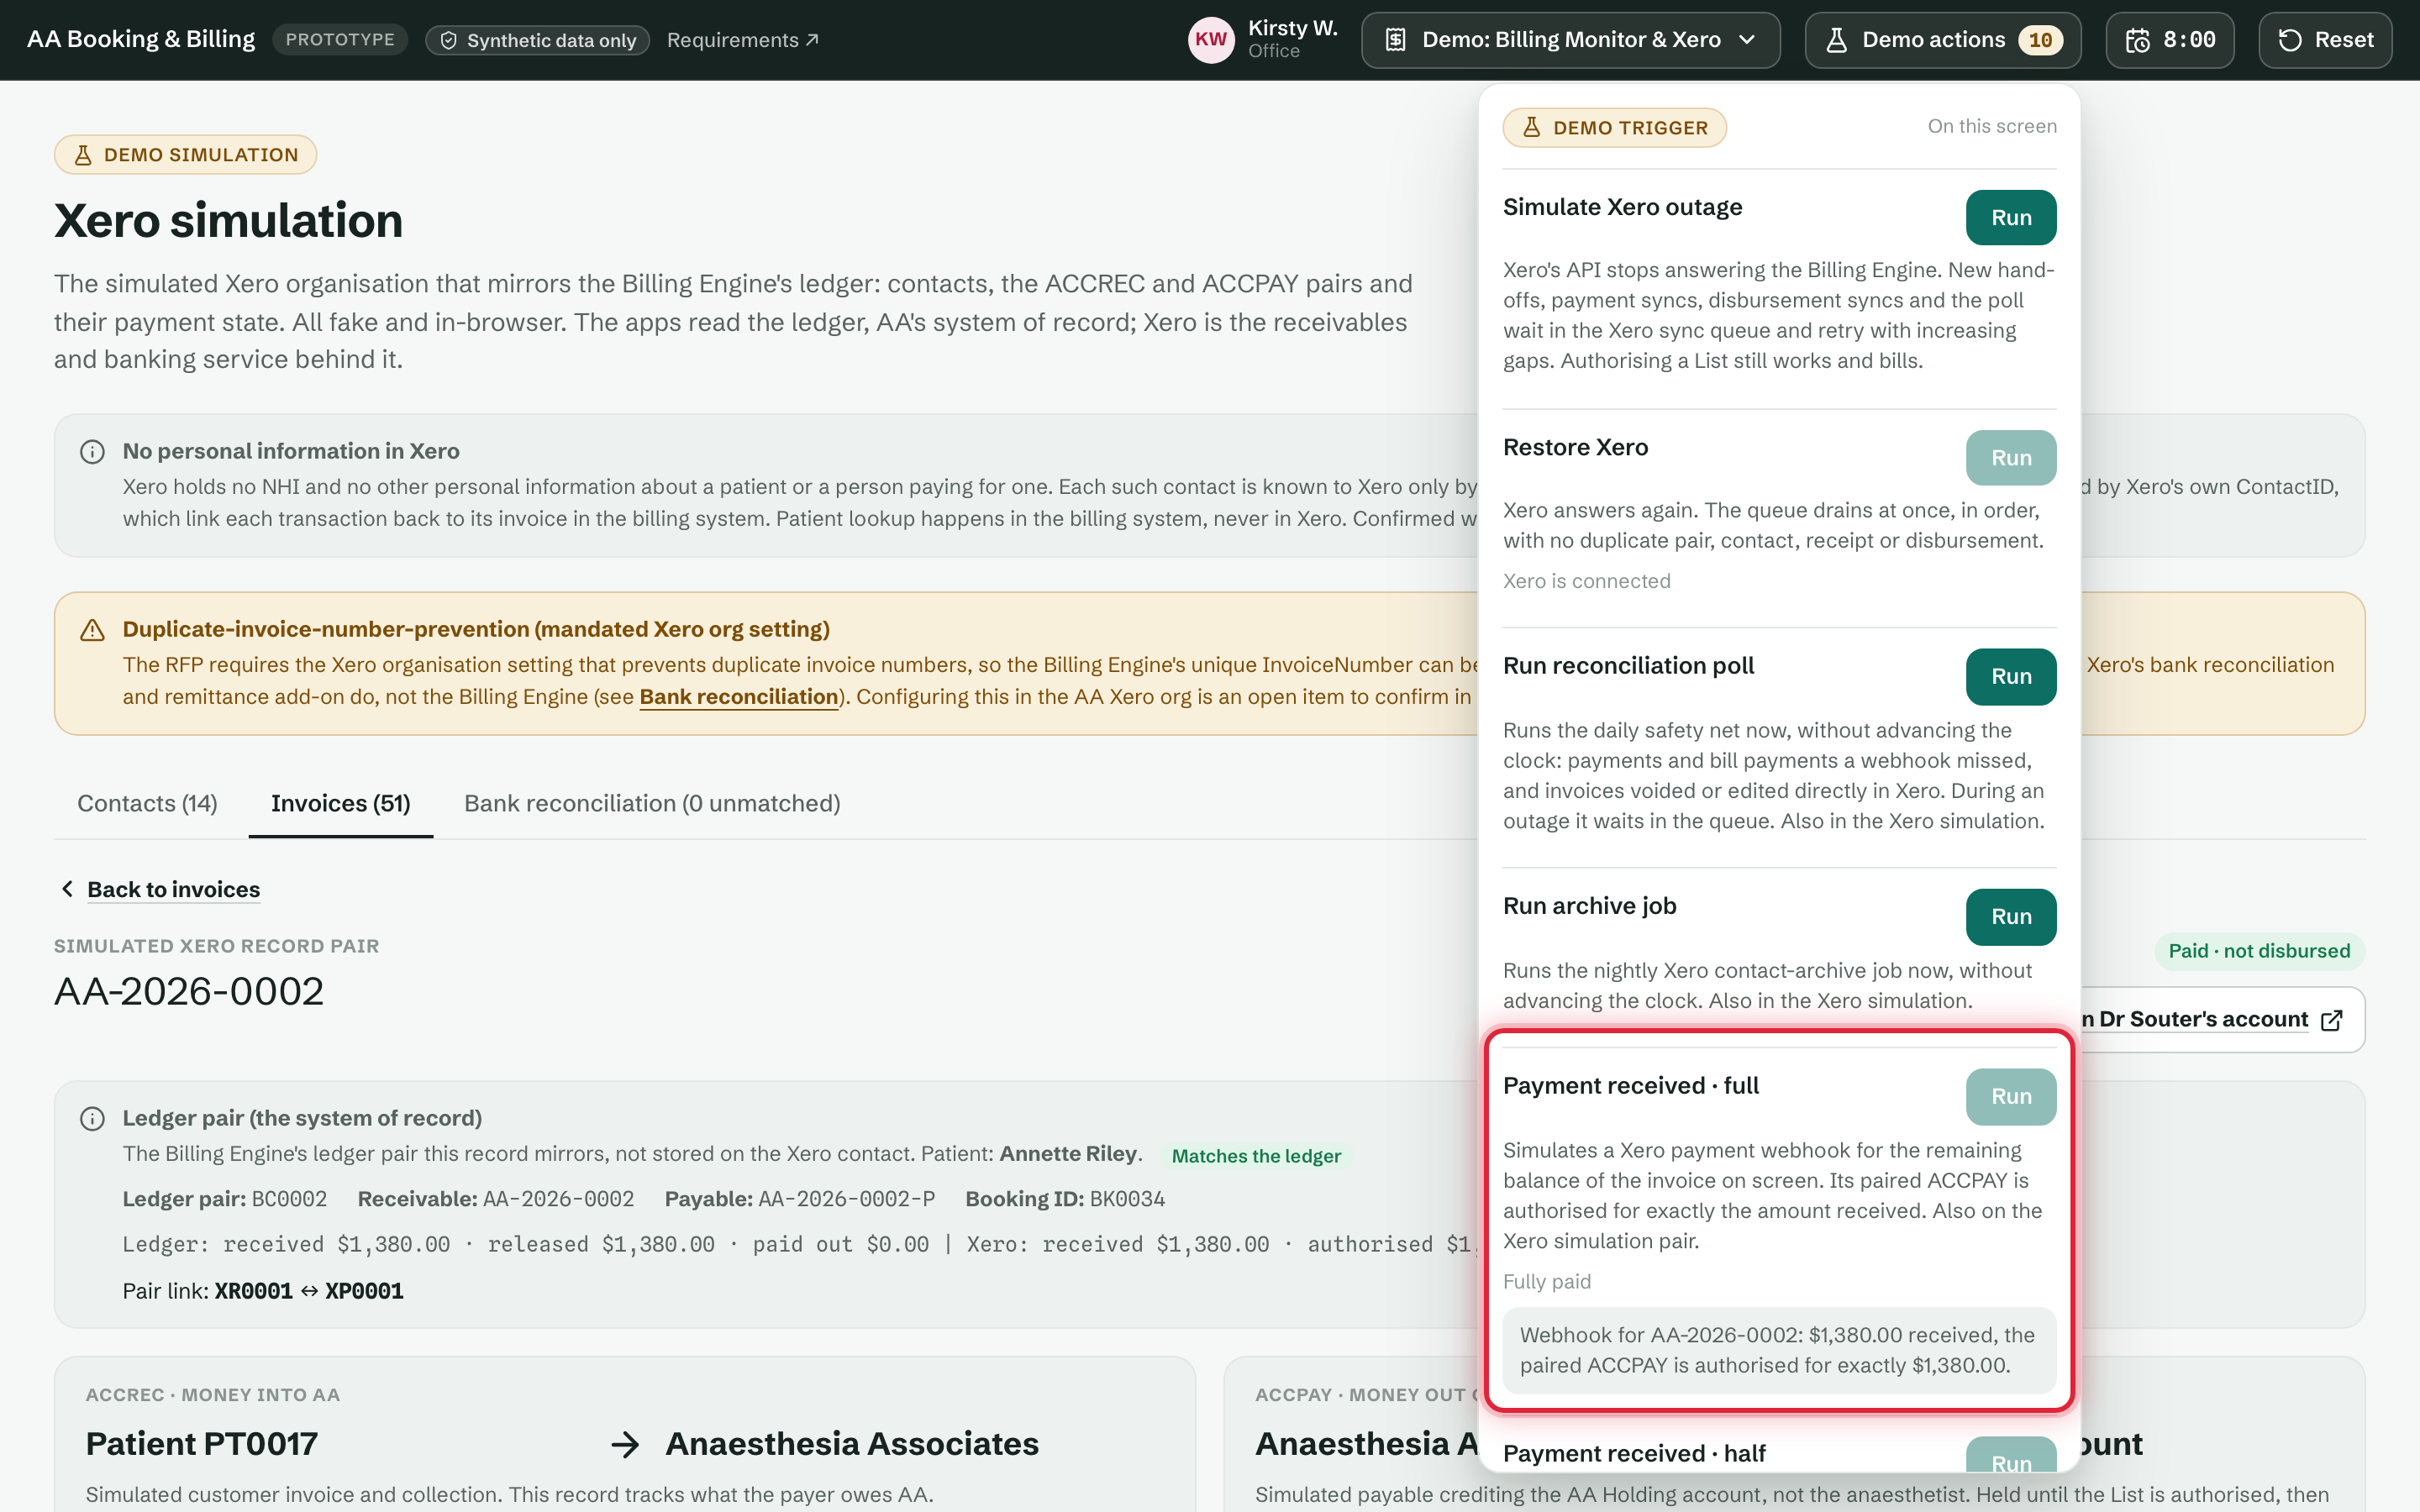 AA Booking & Billing
PROTOTYPE
Synthetic data only
Requirements
KW
Kirsty W.
Office
Demo: Billing Monitor & Xero
Demo actions 10
8:00
Reset
DEMO SIMULATION
Xero simulation
The simulated Xero organisation that mirrors the Billing Engine's ledger: contacts, the ACCREC and ACCPAY pairs and
their payment state. All fake and in-browser. The apps read the ledger, AA's system of record; Xero is the receivables
and banking service behind it.
No personal information in Xero
Xero holds no NHI and no other personal information about a patient or a person paying for one. Each such contact is known to Xero only by
d by Xero's own ContactID,
which link each transaction back to its invoice in the billing system. Patient lookup happens in the billing system, never in Xero. Confirmed w
Duplicate-invoice-number-prevention (mandated Xero org setting)
The RFP requires the Xero organisation setting that prevents duplicate invoice numbers, so the Billing Engine's unique InvoiceNumber can be
Xero's bank reconciliation
and remittance add-on do, not the Billing Engine (see Bank reconciliation). Configuring this in the AA Xero org is an open item to confirm in
Contacts (14)
Invoices (51)
Bank reconciliation (0 unmatched)
Back to invoices
SIMULATED XERO RECORD PAIR
AA-2026-0002
Paid · not disbursed
n Dr Souter's account
Ledger pair (the system of record)
The Billing Engine's ledger pair this record mirrors, not stored on the Xero contact. Patient: Annette Riley. Matches the ledger
Ledger pair: BC0002 Receivable: AA-2026-0002 Payable: AA-2026-0002-P Booking ID: BK0034
Ledger: received $1,380.00 · released $1,380.00 · paid out $0.00 | Xero: received $1,380.00 · authorised $1,
Pair link: XR0001 ↔ XP0001
ACCREC · MONEY INTO AA
Patient PT0017 → Anaesthesia Associates
Simulated customer invoice and collection. This record tracks what the payer owes AA.
ACCPAY · MONEY OUT
Anaesthesia A
ount
Simulated payable crediting the AA Holding account, not the anaesthetist. Held until the List is authorised, then
DEMO TRIGGER
On this screen
Simulate Xero outage
Run
Xero's API stops answering the Billing Engine. New hand-
offs, payment syncs, disbursement syncs and the poll
wait in the Xero sync queue and retry with increasing
gaps. Authorising a List still works and bills.
Restore Xero
Run
Xero answers again. The queue drains at once, in order,
with no duplicate pair, contact, receipt or disbursement.
Xero is connected
Run reconciliation poll
Run
Runs the daily safety net now, without advancing the
clock: payments and bill payments a webhook missed,
and invoices voided or edited directly in Xero. During an
outage it waits in the queue. Also in the Xero simulation.
Run archive job
Run
Runs the nightly Xero contact-archive job now, without
advancing the clock. Also in the Xero simulation.
Payment received · full
Run
Simulates a Xero payment webhook for the remaining
balance of the invoice on screen. Its paired ACCPAY is
authorised for exactly the amount received. Also on the
Xero simulation pair.
Fully paid
Webhook for AA-2026-0002: $1,380.00 received, the
paired ACCPAY is authorised for exactly $1,380.00.
Payment received · half
Run